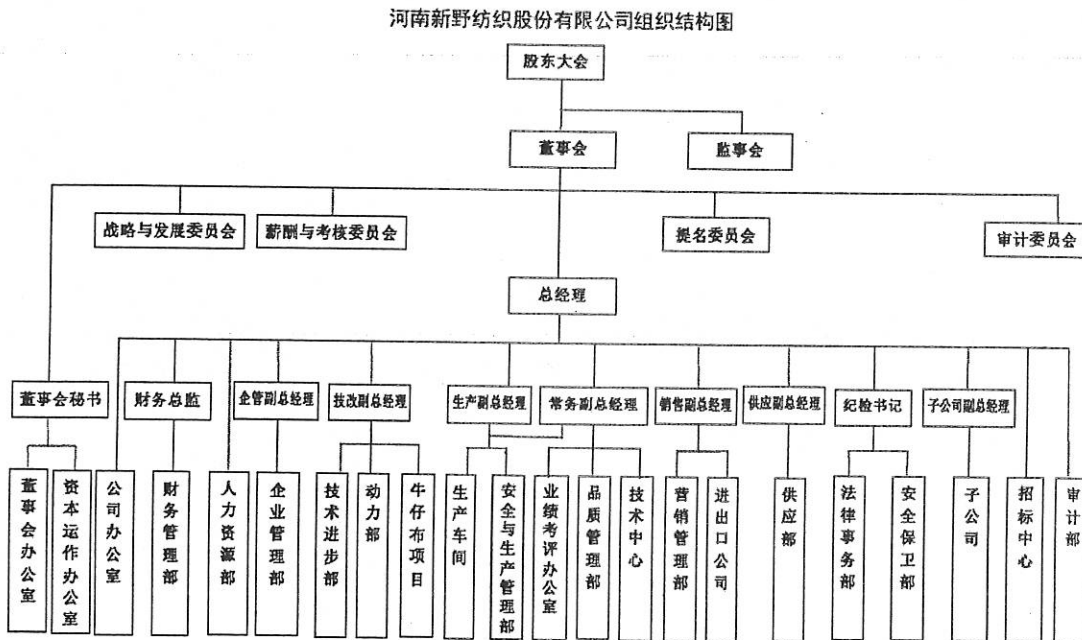 河南新野纺织股份有限公司组织结构图
股东大会
董事会
监事会
战略与发展委员会
薪酬与考核委员会
提名委员会
审计委员会
总经理
董事会秘书
财务总监
企管副总经理
技改副总经理
生产副总经理
常务副总经理
销售副总经理
供应副总经理
纪检书记
子公司副总经理
董事会办公室
资本运作办公室
公司办公室
财务管理部
人力资源部
企业管理部
技术进步部
动力部
牛仔布项目
生产车间
安全与生产管理部
业绩考评办公室
品质管理部
技术中心
营销管理部
进出口公司
供应部
法律事务部
安全保卫部
子公司
招标中心
审计部